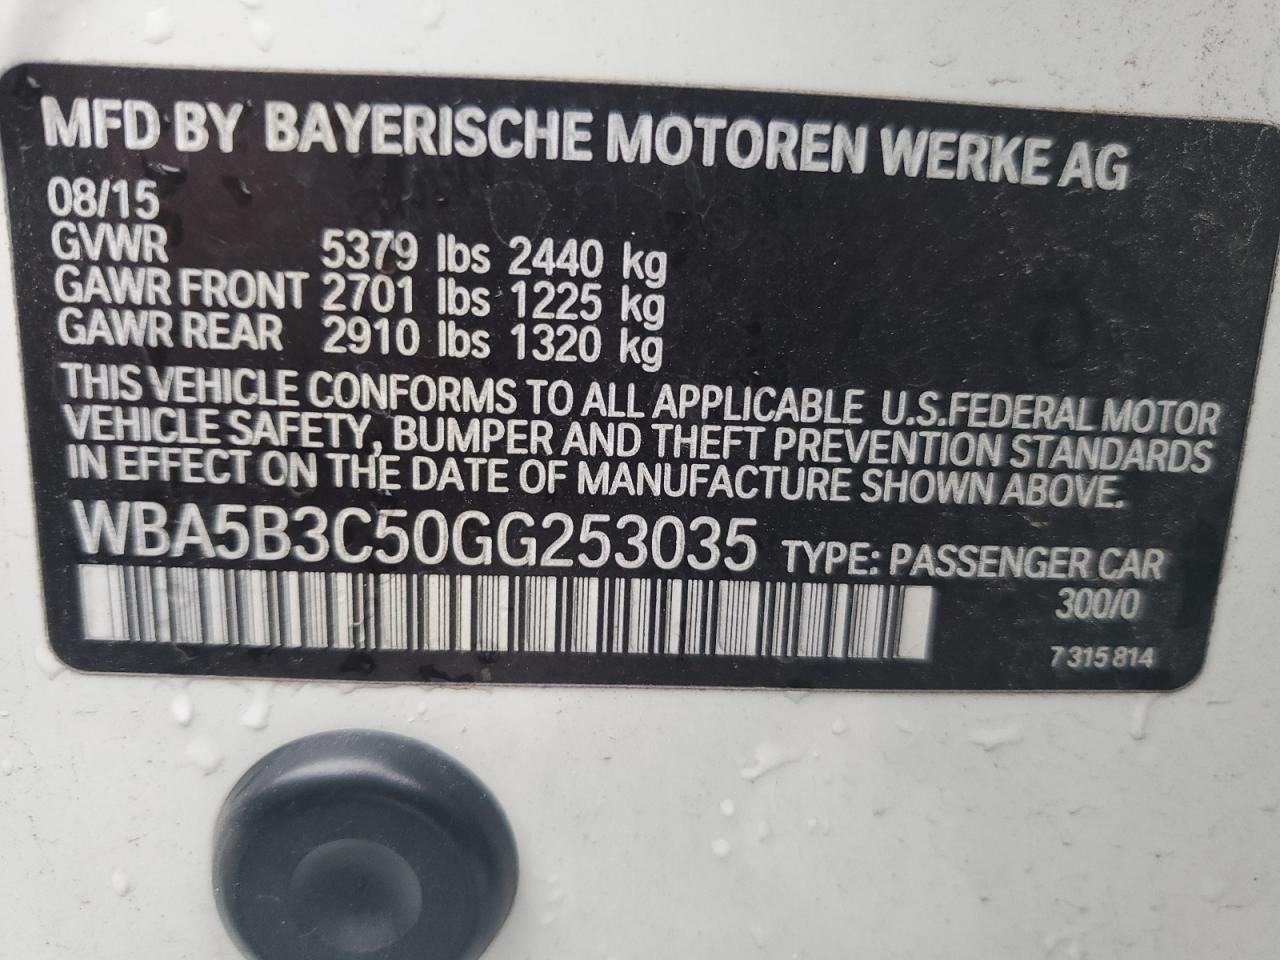 MFD BY BAYERISCHE MOTOREN WERKE AG
08/15
GVWR 5379 lbs 2440 kg
GAWR FRONT 2701 lbs 1225 kg
GAWR REAR 2910 lbs 1320 kg
THIS VEHICLE CONFORMS TO ALL APPLICABLE U.S.FEDERAL MOTOR
VEHICLE SAFETY, BUMPER AND THEFT PREVENTION STANDARDS
IN EFFECT ON THE DATE OF MANUFACTURE SHOWN ABOVE.
WBA5B3C50GG253035 TYPE: PASSENGER CAR
300/0
7 315 814